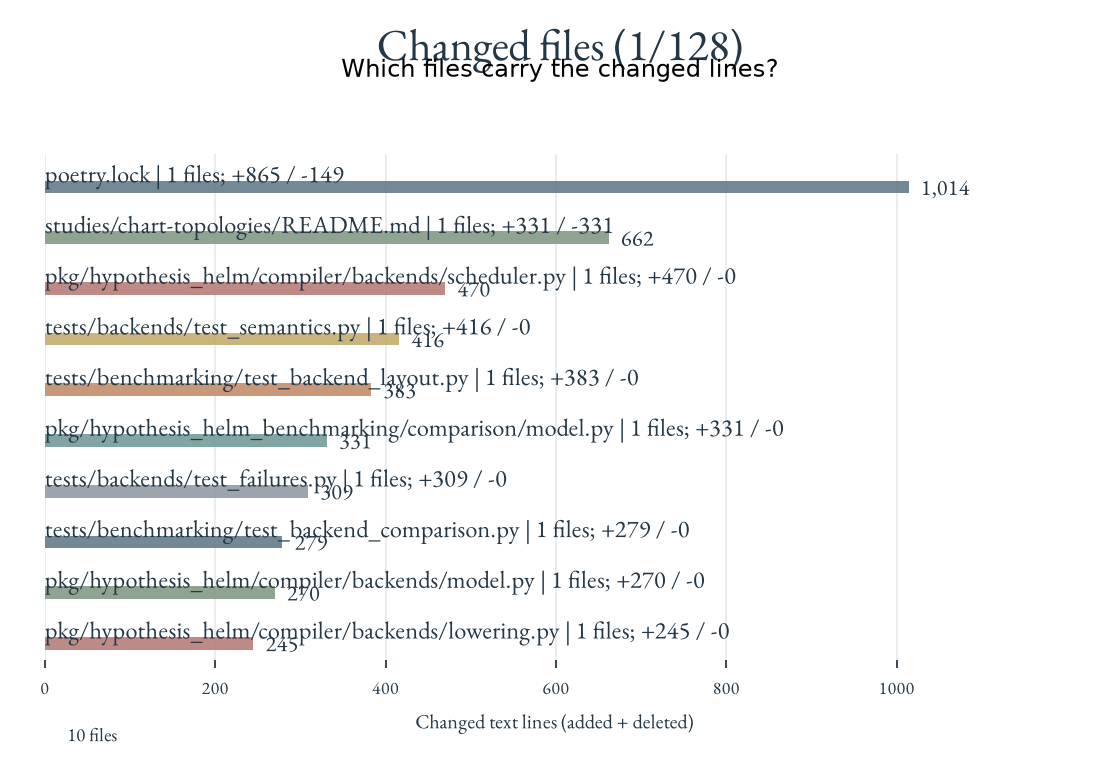 Changed files (1/128)
Which files carry the changed lines?
poetry.lock | 1 files; +865 / -149
1,014
studies/chart-topologies/README.md | 1 files; +331 / -331
662
pkg/hypothesis_helm/compiler/backends/scheduler.py | 1 files; +470 / -0
470
tests/backends/test_semantics.py | 1 files; +416 / -0
416
tests/benchmarking/test_backend_layout.py | 1 files; +383 / -0
383
pkg/hypothesis_helm_benchmarking/comparison/model.py | 1 files; +331 / -0
331
tests/backends/test_failures.py | 1 files; +309 / -0
309
tests/benchmarking/test_backend_comparison.py | 1 files; +279 / -0
279
pkg/hypothesis_helm/compiler/backends/model.py | 1 files; +270 / -0
270
pkg/hypothesis_helm/compiler/backends/lowering.py | 1 files; +245 / -0
245
0 200 400 600 800 1000
Changed text lines (added + deleted)
10 files